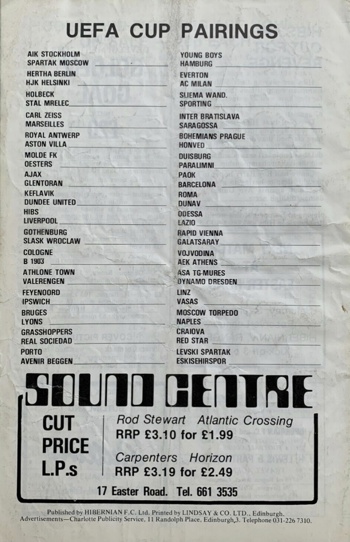 UEFA CUP PAIRINGS
AIK STOCKHOLM
SPARTAK MOSCOW
HERTHA BERLIN
HJK HELSINKI
HOLBECK
STAL MRELEC
CARL ZEISS
MARSEILLES
ROYAL ANTWERP
ASTON VILLA
MOLDE FK
OESTERS
AJAX
GLENTORAN
KEFLAVIK
DUNDEE UNITED
HIBS
LIVERPOOL
GOTHENBURG
SLASK WROCLAW
COLOGNE
B 1903
ATHLONE TOWN
VALERENGEN
FEYENOORD
IPSWICH
BRUGES
LYONS
GRASSHOPPERS
REAL SOCIEDAD
PORTO
AVENIR BEGGEN
YOUNG BOYS
HAMBURG
EVERTON
AC MILAN
SLIEMA WAND.
SPORTING
INTER BRATISLAVA
SARAGOSSA
BOHEMIANS PRAGUE
HONVED
DUISBURG
PARALIMNI
PAOK
BARCELONA
ROMA
DUNAV
ODESSA
LAZIO
RAPID VIENNA
GALATSARAY
VOJVODINA
AEK ATHENS
ASA TG-MURES
DYNAMO DRESDEN
LINZ
VASAS
MOSCOW TORPEDO
NAPLES
CRAIOVA
RED STAR
LEVSKI SPARTAK
ESKISEHIRSPOR
SOUND CENTRE
CUT
PRICE
L.P.s
Rod Stewart Atlantic Crossing
RRP £3.10 for £1.99
Carpenters Horizon
RRP £3.19 for £2.49
17 Easter Road. Tel. 661 3535
Published by HIBERNIAN F.C. Ltd. Printed by LINDSAY & CO. LTD., Edinburgh.
Advertisements—Charlotte Publicity Service, 11 Randolph Place, Edinburgh,3. Telephone 031-226 7310.